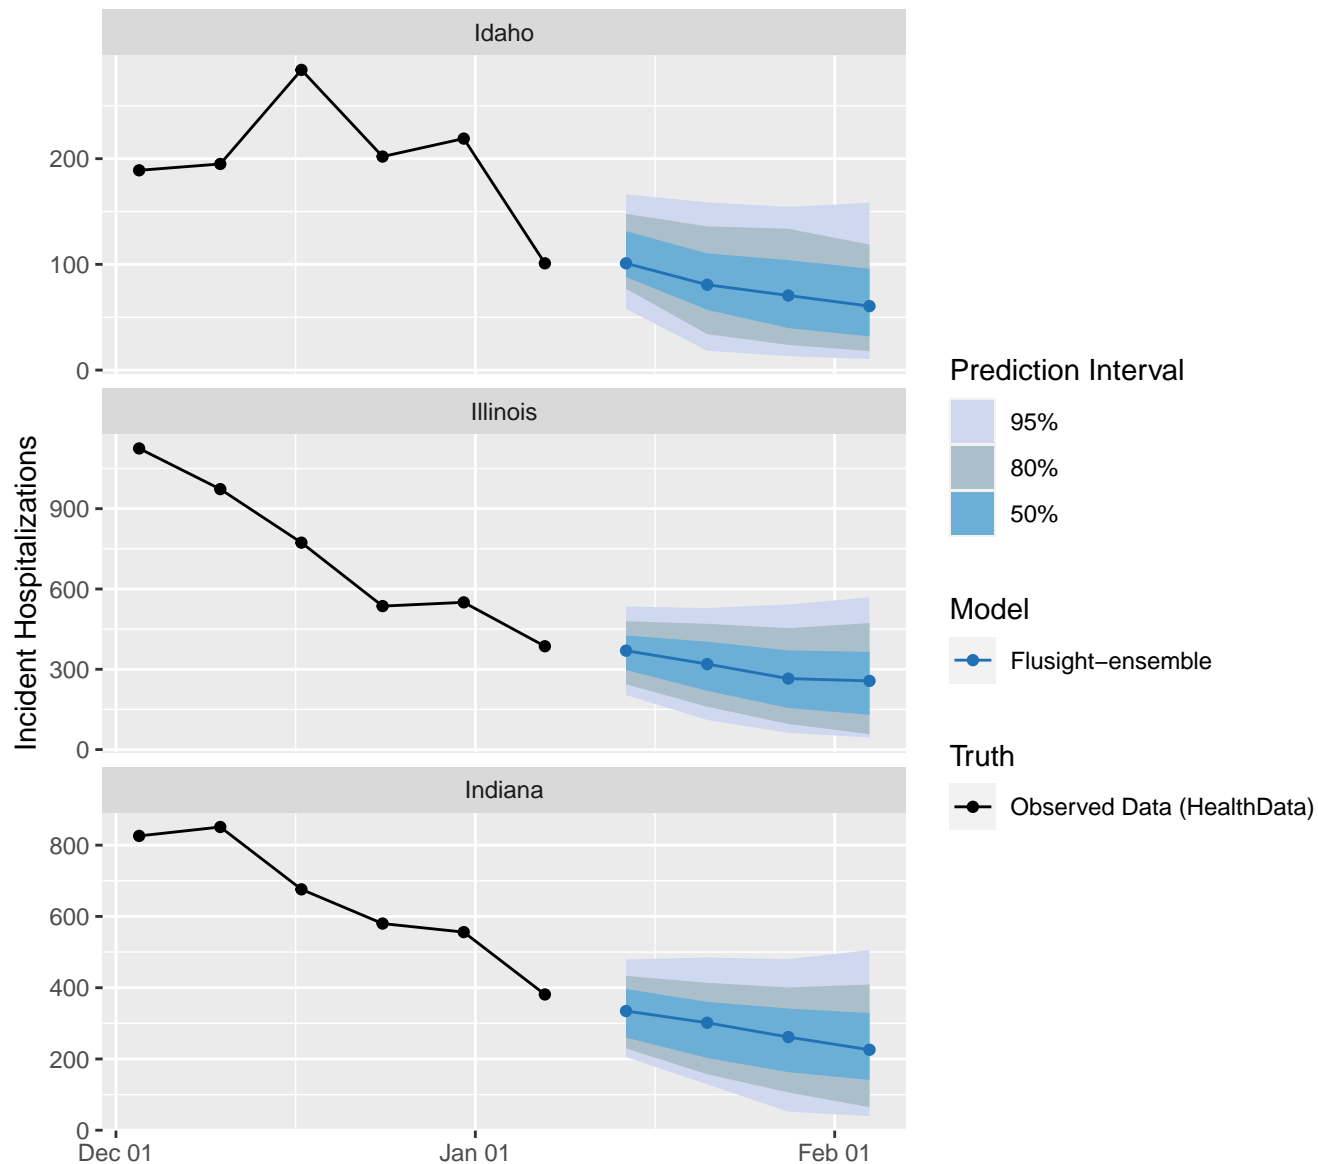 Idaho
200
100
0
Illinois
900
600
300
0
Indiana
800
600
400
200
0
Dec 01
Jan 01
Feb 01
Incident Hospitalizations
Prediction Interval
95%
80%
50%
Model
Flusight−ensemble
Truth
Observed Data (HealthData)